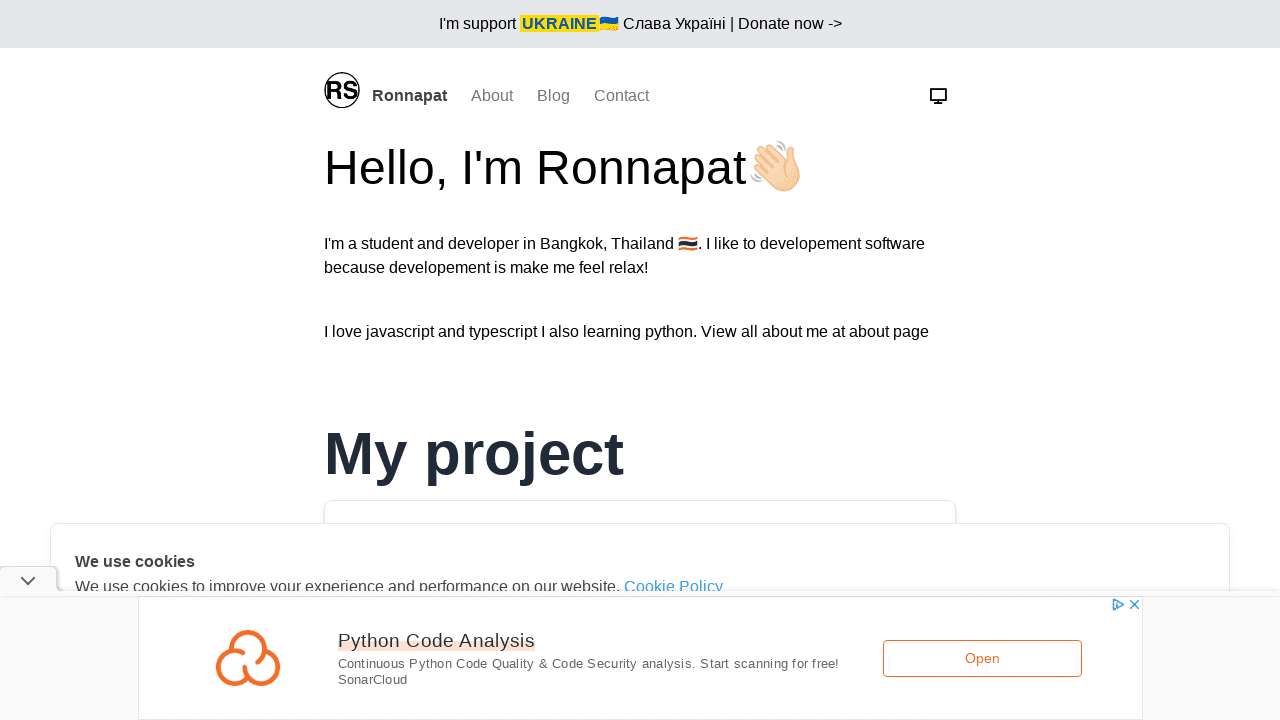 I'm support UKRAINE🇺🇦 Слава Україні | Donate now ->
RS Ronnapat About Blog Contact
Hello, I'm Ronnapat👋🏻
I'm a student and developer in Bangkok, Thailand 🇹🇭. I like to developement software
because developement is make me feel relax!
I love javascript and typescript I also learning python. View all about me at about page
My project
We use cookies
We use cookies to improve your experience and performance on our website. Cookie Policy
Python Code Analysis
Continuous Python Code Quality & Code Security analysis. Start scanning for free!
SonarCloud
Open